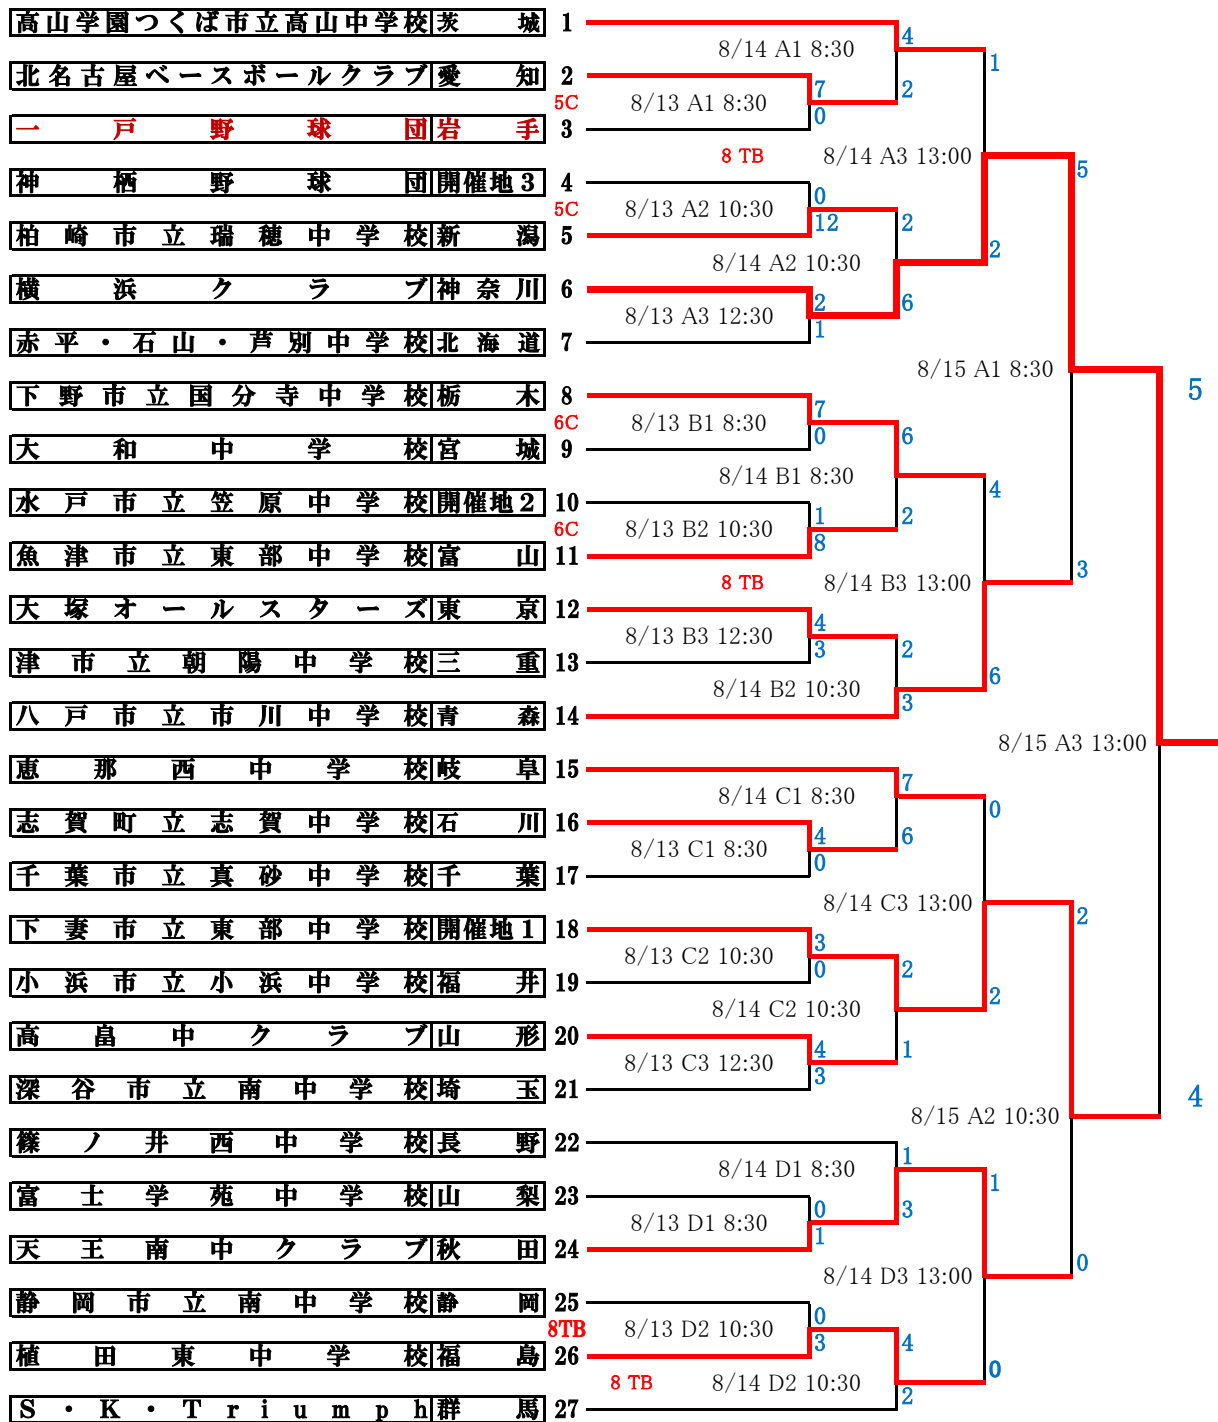 高山学園つくば市立高山中学校 茨城 1
4
8/14 A1 8:30
1
北名古屋ベースボールクラブ 愛知 2
7
2
5C
8/13 A1 8:30
0
一戸野球団 岩手 3
8 TB
8/14 A3 13:00
5
神栖野球団 開催地3 4
0
5C
8/13 A2 10:30
12
2
柏崎市立瑞穂中学校 新潟 5
2
8/14 A2 10:30
横浜クラブ 神奈川 6
2
6
8/13 A3 12:30
1
赤平・石山・芦別中学校 北海道 7
8/15 A1 8:30
5
下野市立国分寺中学校 栃木 8
7
6C
8/13 B1 8:30
0
6
大和中学校 宮城 9
8/14 B1 8:30
4
水戸市立笠原中学校 開催地2 10
1
2
6C
8/13 B2 10:30
8
魚津市立東部中学校 富山 11
3
8 TB
8/14 B3 13:00
大塚オールスターズ 東京 12
4
8/13 B3 12:30
3
2
津市立朝陽中学校 三重 13
6
8/14 B2 10:30
3
八戸市立市川中学校 青森 14
8/15 A3 13:00
恵那西中学校 岐阜 15
7
8/14 C1 8:30
0
志賀町立志賀中学校 石川 16
4
6
8/13 C1 8:30
0
千葉市立真砂中学校 千葉 17
8/14 C3 13:00
2
下妻市立東部中学校 開催地1 18
3
8/13 C2 10:30
0
2
小浜市立小浜中学校 福井 19
2
8/14 C2 10:30
高畠中クラブ 山形 20
4
1
8/13 C3 12:30
3
深谷市立南中学校 埼玉 21
4
8/15 A2 10:30
篠ノ井西中学校 長野 22
1
8/14 D1 8:30
1
富士学苑中学校 山梨 23
0
3
8/13 D1 8:30
1
天王南中クラブ 秋田 24
0
8/14 D3 13:00
静岡市立南中学校 静岡 25
0
8TB
8/13 D2 10:30
3
4
植田東中学校 福島 26
0
8 TB
8/14 D2 10:30
2
S・K・Triumph 群馬 27